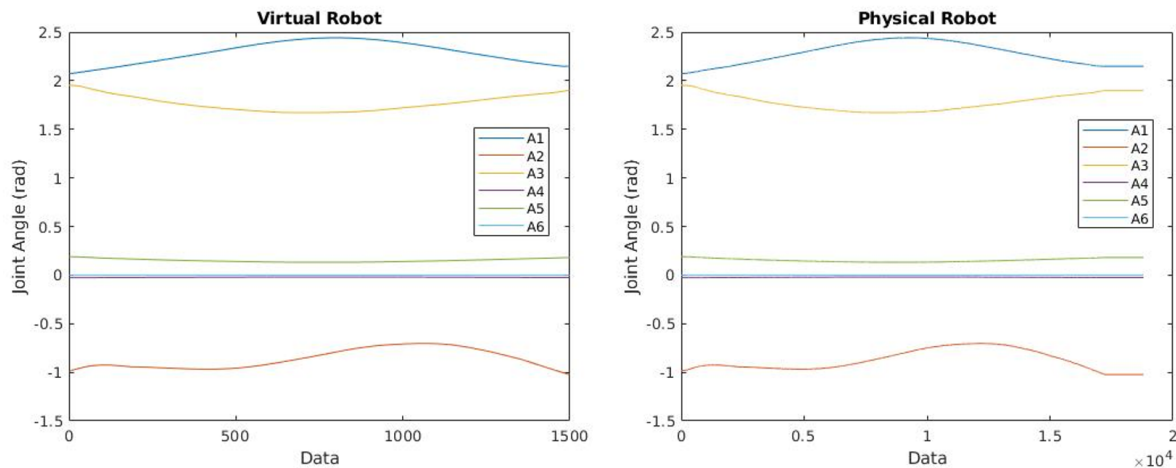 Virtual Robot
2.5
2
1.5
1
0.5
0
-0.5
-1
-1.5
Joint Angle (rad)
A1
A2
A3
A4
A5
A6
0 500 1000 1500
Data
Physical Robot
2.5
2
1.5
1
0.5
0
-0.5
-1
-1.5
Joint Angle (rad)
A1
A2
A3
A4
A5
A6
0 0.5 1 1.5 2
Data
×10⁴